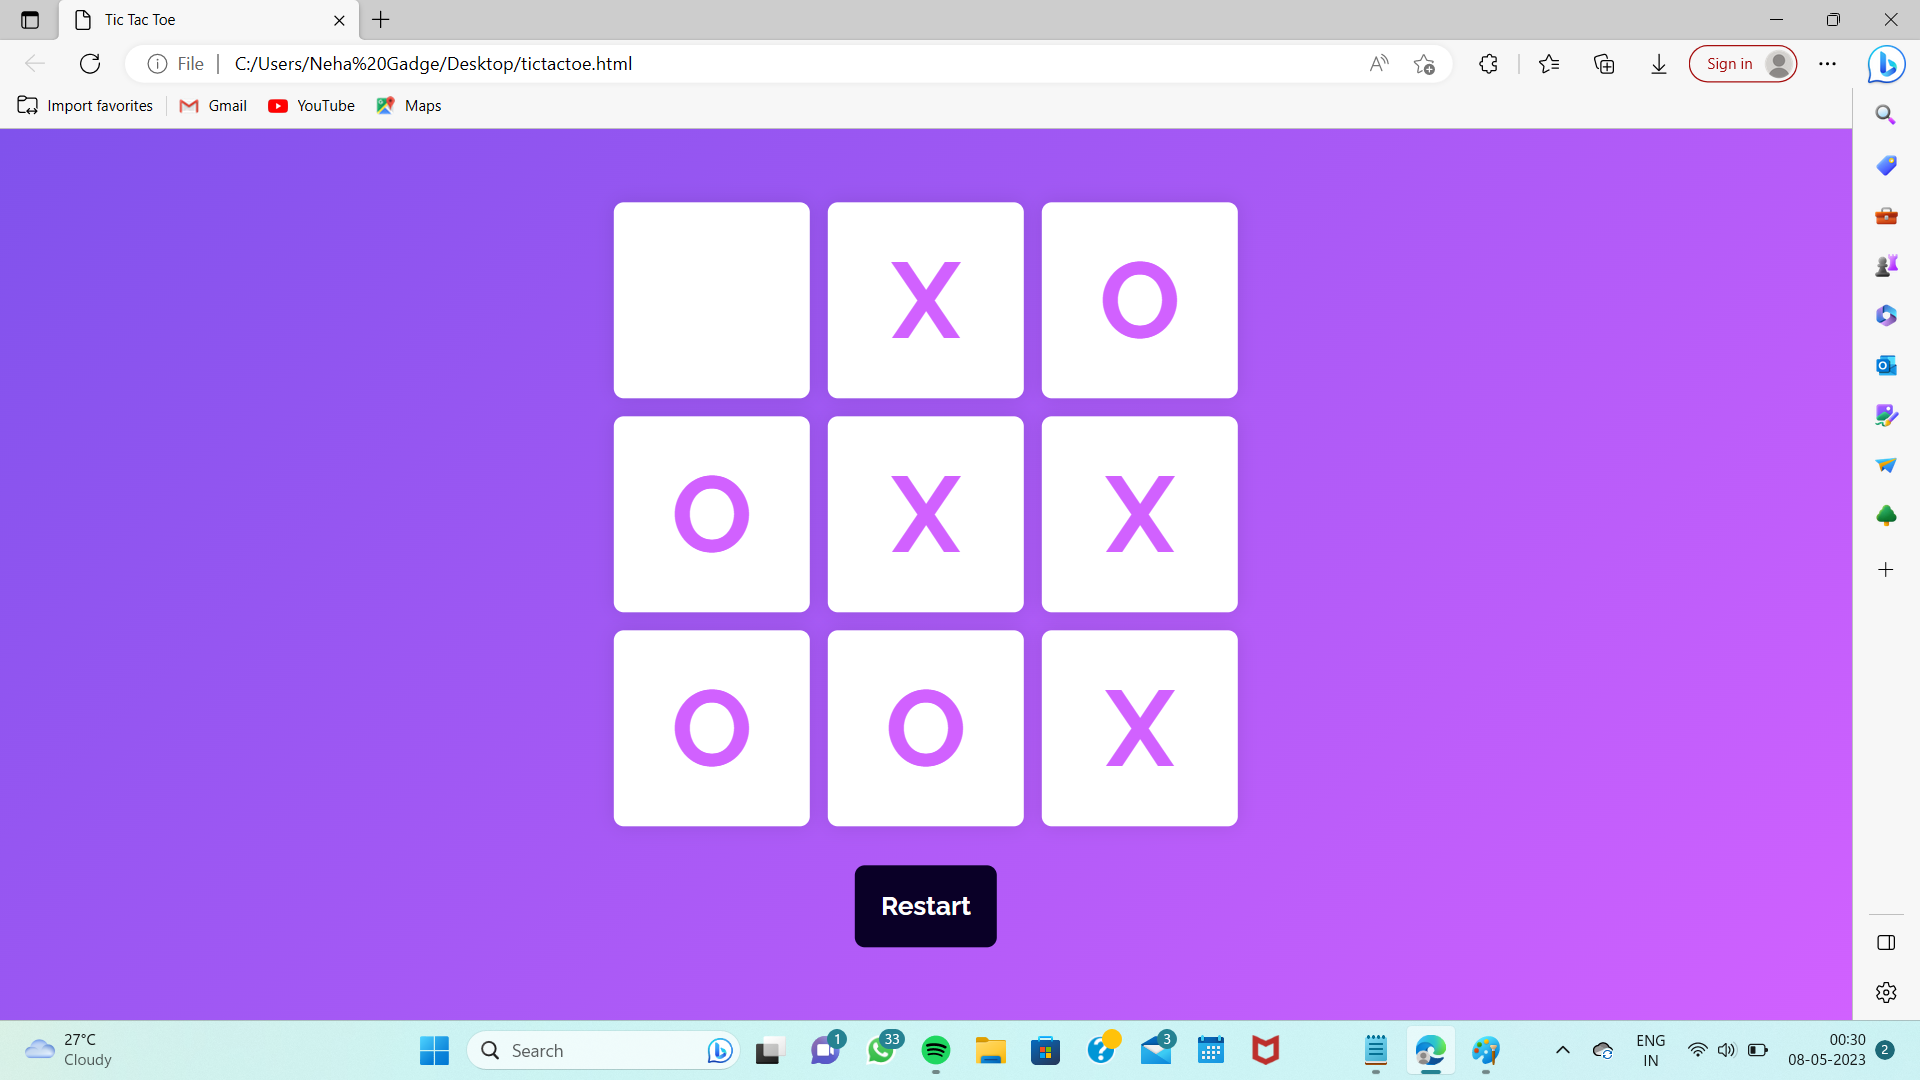 Tic Tac Toe
File C:/Users/Neha%20Gadge/Desktop/tictactoe.html Sign in
Import favorites Gmail YouTube Maps
X O
O X X
O O X
Restart
27°C
Cloudy
Search
1
33
3
ENG
IN
00:30
08-05-2023
2